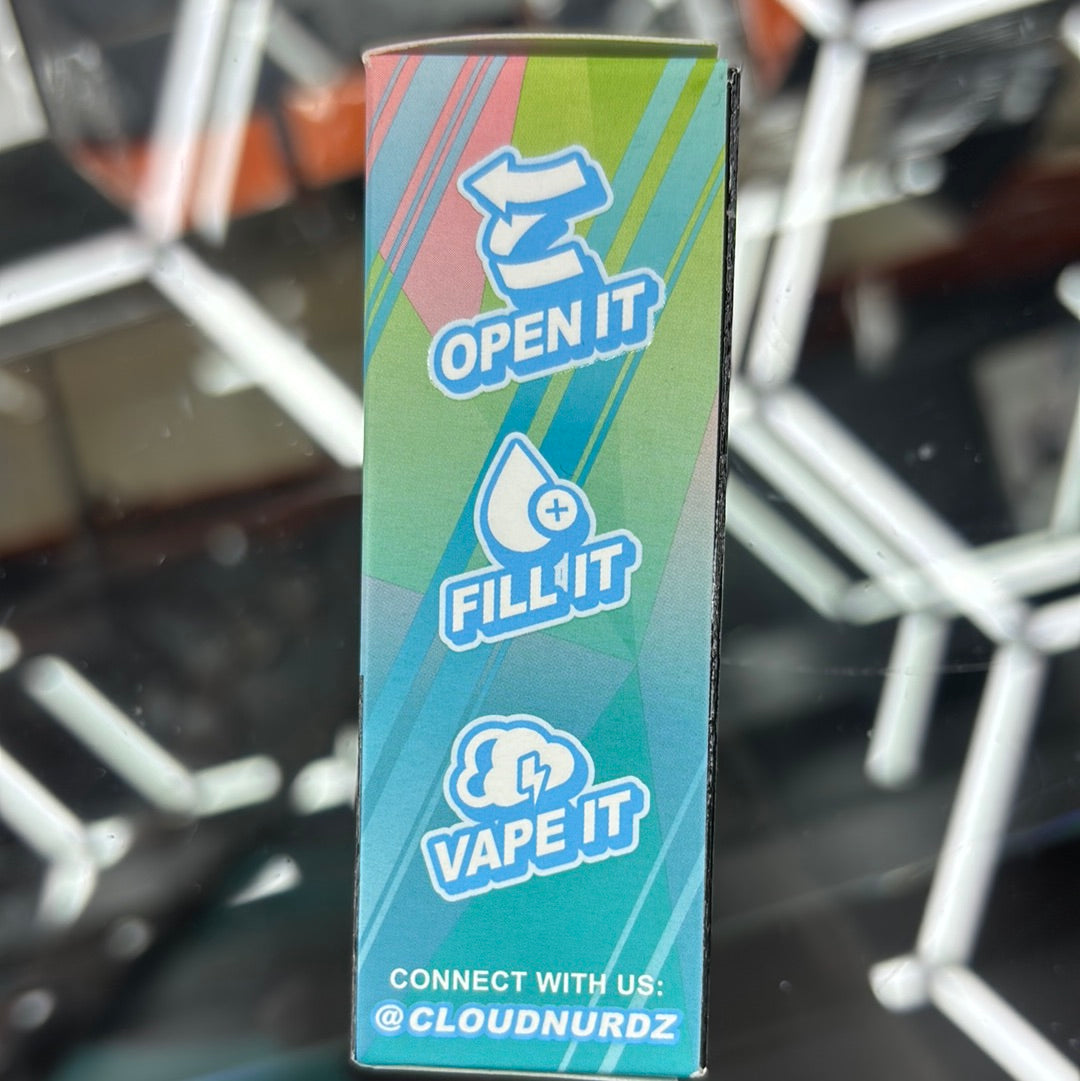 OPEN IT
FILL IT
VAPE IT
CONNECT WITH US:
@CLOUDNURDZ